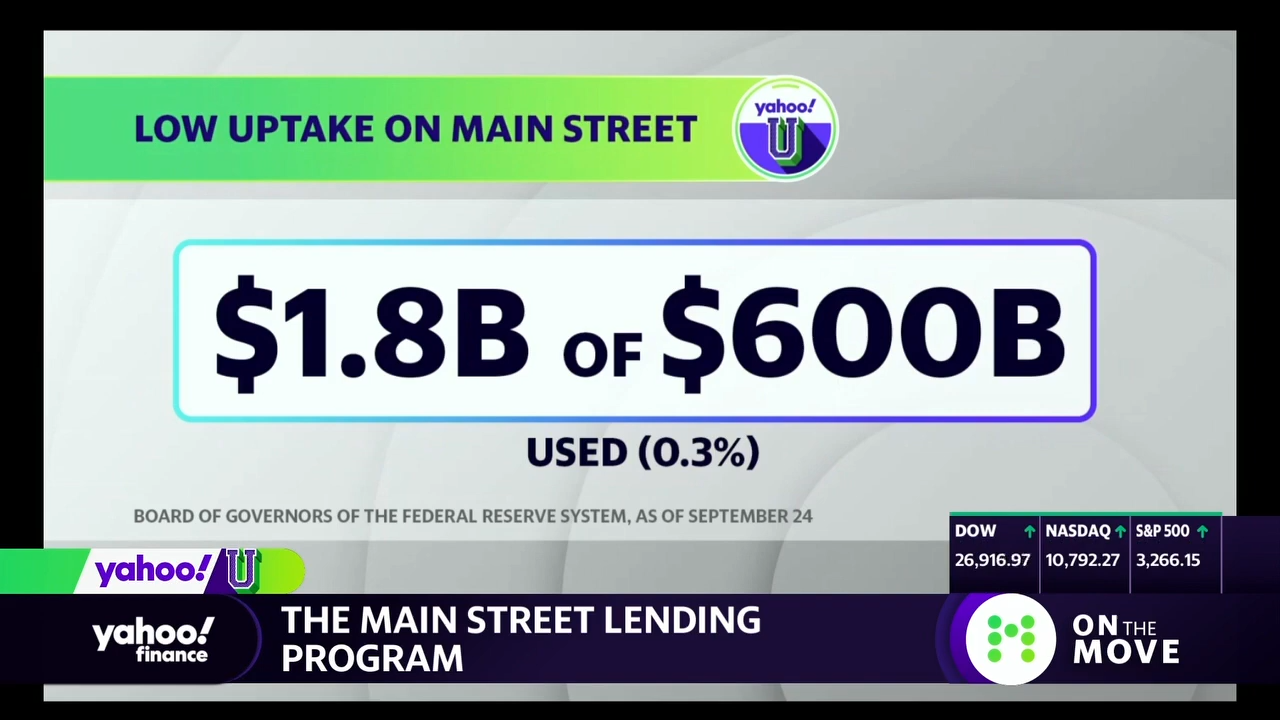 LOW UPTAKE ON MAIN STREET
yahoo!
U
$1.8B OF $600B
USED (0.3%)
BOARD OF GOVERNORS OF THE FEDERAL RESERVE SYSTEM, AS OF SEPTEMBER 24
DOW NASDAQ S&P 500
26,916.97 10,792.27 3,266.15
yahoo! U
yahoo!
finance
THE MAIN STREET LENDING
PROGRAM
ON THE
MOVE